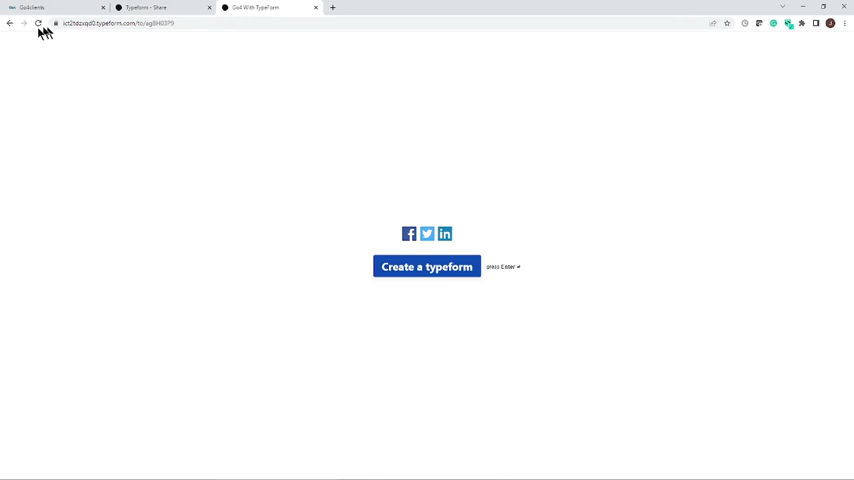 Go4clients
Typeform - Share
Go4 With TypeForm
ict2tdzxqd0.typeform.com/to/ag8H03P9
Create a typeform
press Enter ↵